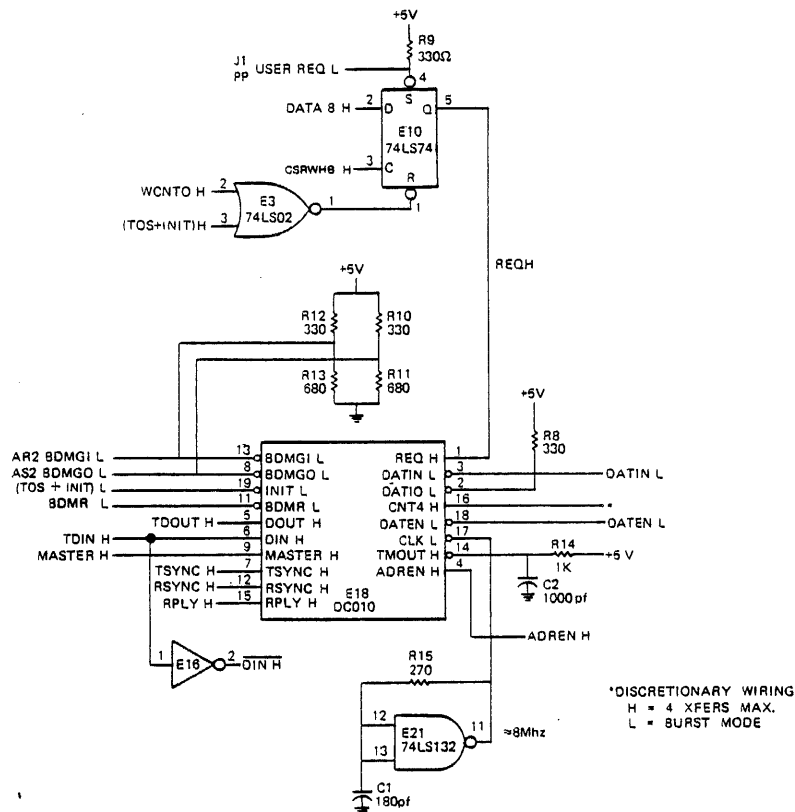 +5V
R9
330Ω
J1
PP USER REQ L
4
S
DATA 8 H 2 D Q 5
E10
74LS74
CSRWHB H 3 C
R
1
WCNTO H 2
E3
74LS02
1
(TOS+INIT)H 3
REQH
+5V
R12
330
R10
330
R13
680
R11
680
+5V
R8
330
AR2 BDMGI L 13 BDMGI L
AS2 BDMGO L 8 BDMGO L
(TOS + INIT) L 19 INIT L
BDMR L 11 BDMR L
TDOUT H 5 DOUT H
TDIN H 6 DIN H
MASTER H 9 MASTER H
TSYNC H 7 TSYNC H
RSYNC H 12 RSYNC H
RPLY H 15 RPLY H
REQ H 1
DATIN L 3 DATIN L
DATIO L 2
CNT4 H 16 *
DATEN L 18 DATEN L
CLK L 17
TMOUT H 14
ADREN H 4
E18
DC010
R14
1K
+5V
C2
1000pf
ADREN H
1 E16 2 DIN H
R15
270
12
13
E21
74LS132
11
≈8Mhz
C1
180pf
*DISCRETIONARY WIRING
H = 4 XFERS MAX.
L = BURST MODE